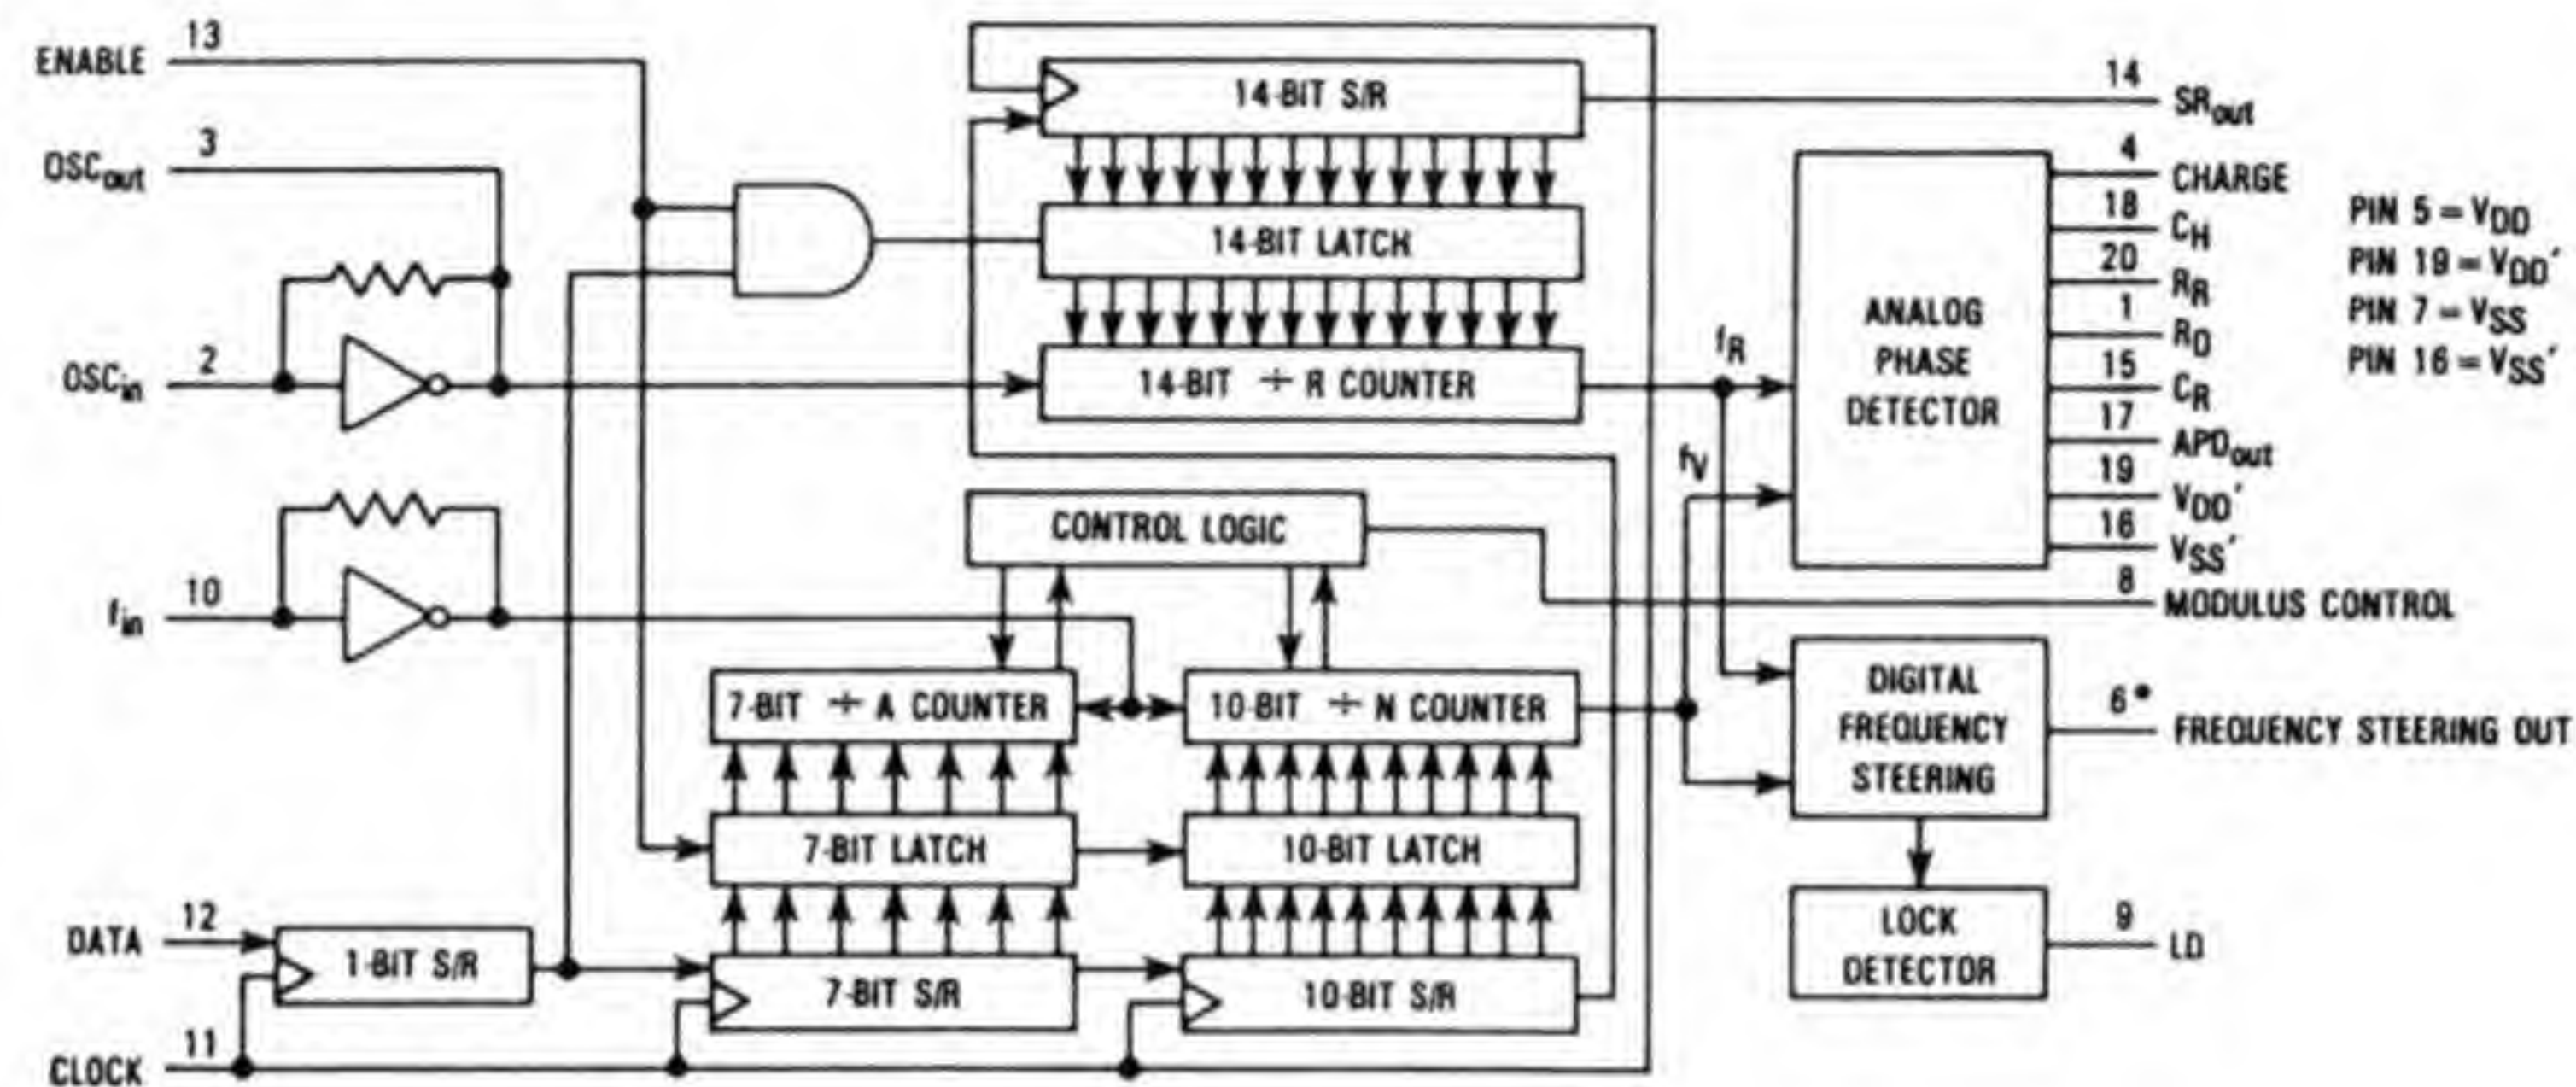 ENABLE 13
OSCout 3
OSCin 2
fin 10
DATA 12
CLOCK 11
1-BIT S/R
14-BIT S/R
14-BIT LATCH
14-BIT ÷ R COUNTER
CONTROL LOGIC
7-BIT ÷ A COUNTER
10-BIT ÷ N COUNTER
7-BIT LATCH
10-BIT LATCH
7-BIT S/R
10-BIT S/R
fR
fV
ANALOG
PHASE
DETECTOR
DIGITAL
FREQUENCY
STEERING
LOCK
DETECTOR
14 SRout
4 CHARGE
18 CH
20 RR
1 RO
15 CR
17 APDout
19 VDD'
16 VSS'
8 MODULUS CONTROL
6* FREQUENCY STEERING OUT
9 LD
PIN 5 = VDD
PIN 19 = VDD'
PIN 7 = VSS
PIN 16 = VSS'